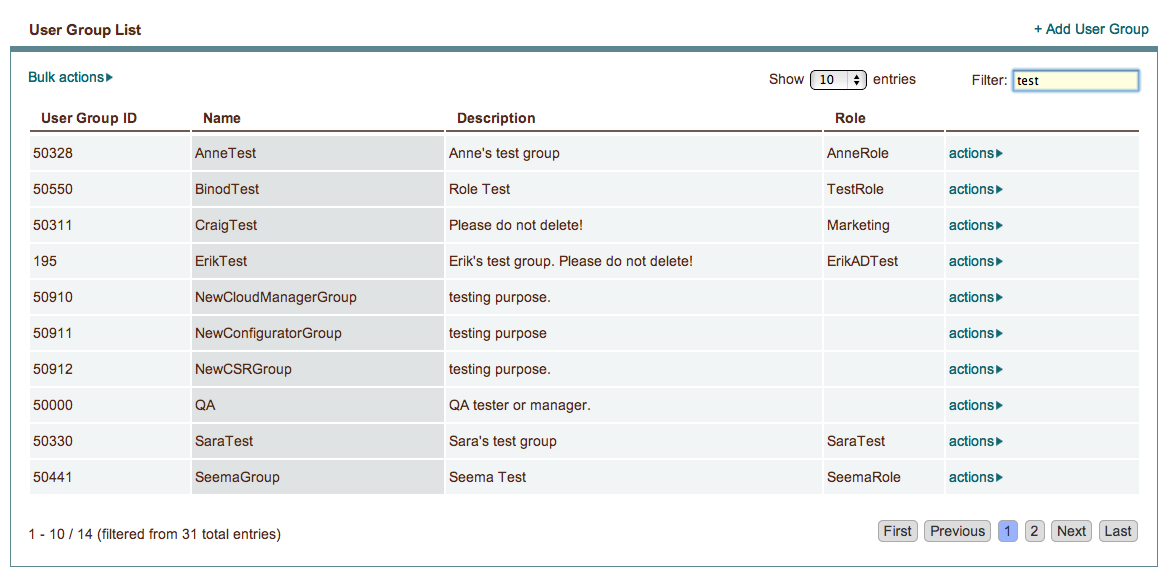 User Group List + Add User Group
Bulk actions Show 10 entries Filter: test
User Group ID Name Description Role
50328 AnneTest Anne's test group AnneRole actions
50550 BinodTest Role Test TestRole actions
50311 CraigTest Please do not delete! Marketing actions
195 ErikTest Erik's test group. Please do not delete! ErikADTest actions
50910 NewCloudManagerGroup testing purpose. actions
50911 NewConfiguratorGroup testing purpose actions
50912 NewCSRGroup testing purpose. actions
50000 QA QA tester or manager. actions
50330 SaraTest Sara's test group SaraTest actions
50441 SeemaGroup Seema Test SeemaRole actions
1 - 10 / 14 (filtered from 31 total entries) First Previous 1 2 Next Last